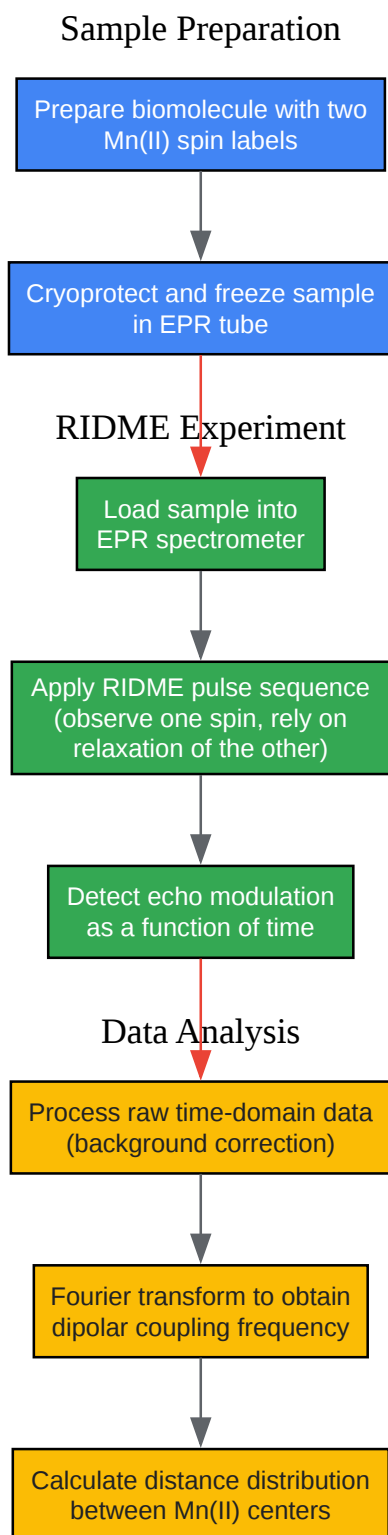 Sample Preparation
Prepare biomolecule with two
Mn(II) spin labels
Cryoprotect and freeze sample
in EPR tube
RIDME Experiment
Load sample into
EPR spectrometer
Apply RIDME pulse sequence
(observe one spin, rely on
relaxation of the other)
Detect echo modulation
as a function of time
Data Analysis
Process raw time-domain data
(background correction)
Fourier transform to obtain
dipolar coupling frequency
Calculate distance distribution
between Mn(II) centers